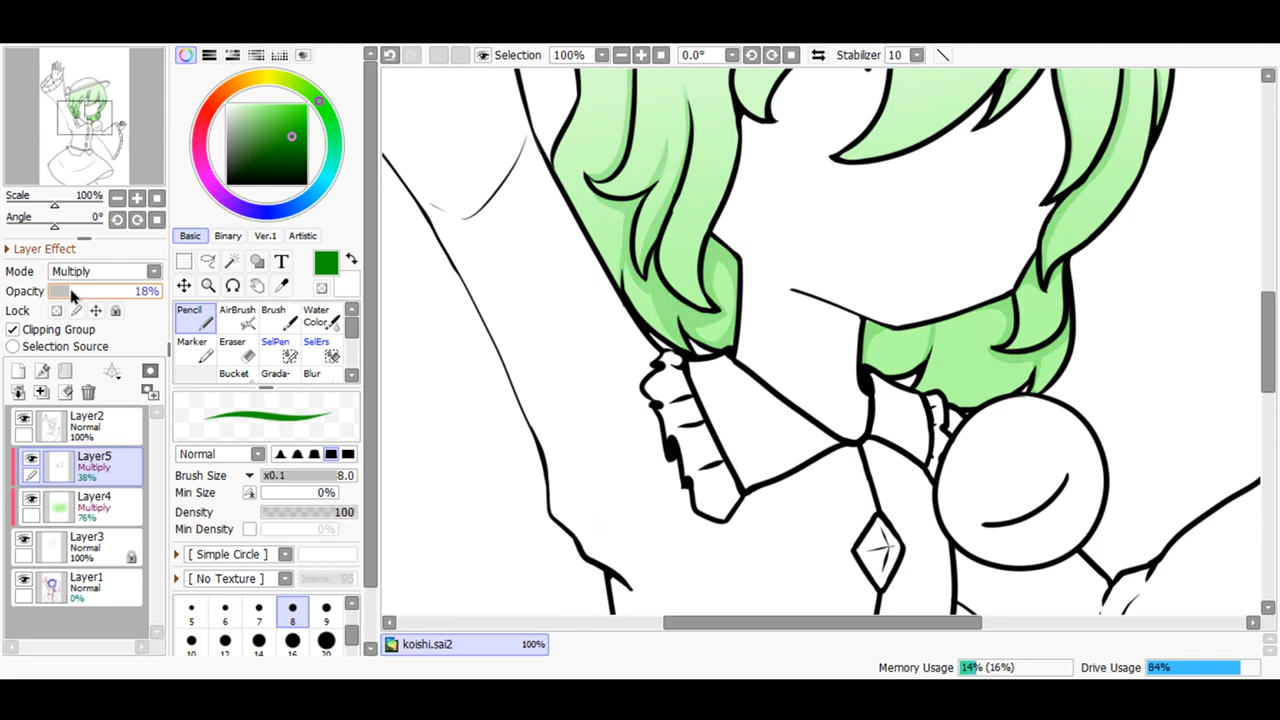 Selection 100% 0.0° Stabilizer 10
Scale 100%
Angle 0°
Layer Effect
Mode Multiply
Opacity 18%
Lock
Clipping Group
Selection Source
Layer2
Normal
100%
Layer5
Multiply
38%
Layer4
Multiply
76%
Layer3
Normal
100%
Layer1
Normal
0%
Basic Binary Ver.1 Artistic
T
Pencil AirBrush Brush Water
Color
Marker Eraser SelPen SelErs
Bucket Grada- Blur
Normal
Brush Size x0.1 8.0
Min Size 0%
Density 100
Min Density 0%
[ Simple Circle ]
[ No Texture ] Intens. 95
5 6 7 8 9
10 12 14 16 20
koishi.sai2 100%
Memory Usage 14% (16%) Drive Usage 84%